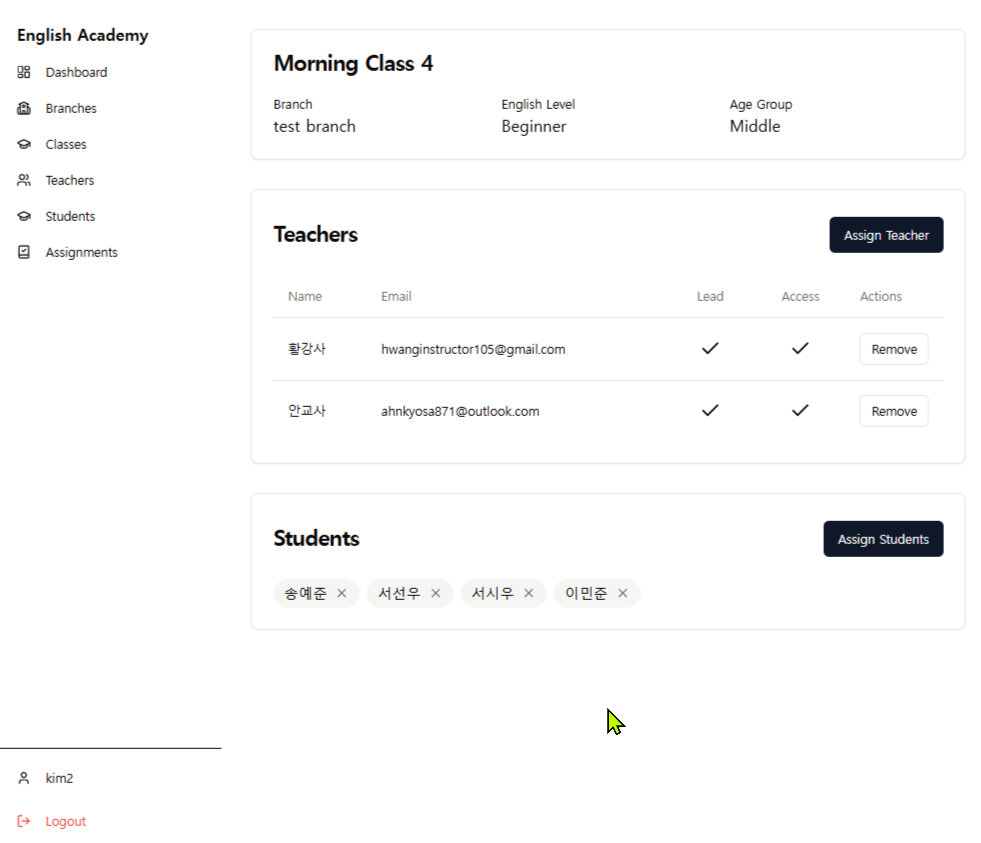 English Academy
Dashboard
Branches
Classes
Teachers
Students
Assignments
kim2
Logout
Morning Class 4
Branch English Level Age Group
test branch Beginner Middle
Teachers Assign Teacher
Name Email Lead Access Actions
황강사 hwanginstructor105@gmail.com Remove
안교사 ahnkyosa871@outlook.com Remove
Students Assign Students
송예준 서선우 서시우 이민준